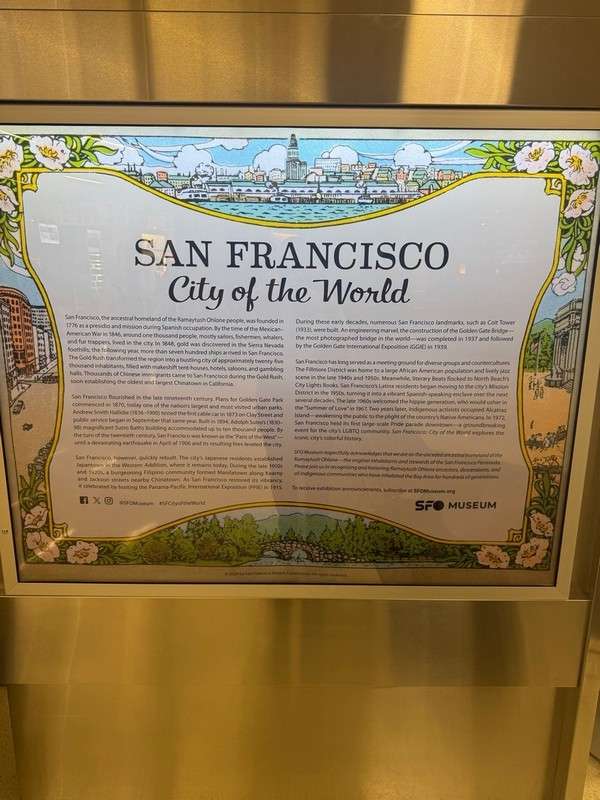 SAN FRANCISCO
City of the World
San Francisco, the ancestral homeland of the Ramaytush Ohlone people, was founded in
1776 as a presidio and mission during Spanish occupation. By the time of the Mexican-
American War in 1846, around one thousand people, mostly sailors, fishermen, whalers,
and fur trappers, lived in the city. In 1848, gold was discovered in the Sierra Nevada
foothills; the following year, more than seven hundred ships arrived in San Francisco.
The Gold Rush transformed the region into a bustling city of approximately twenty-five
thousand inhabitants, filled with makeshift tent houses, hotels, saloons, and gambling
halls. Thousands of Chinese immigrants came to San Francisco during the Gold Rush,
soon establishing the oldest and largest Chinatown in California.
San Francisco flourished in the late nineteenth century. Plans for Golden Gate Park
commenced in 1870, today one of the nation's largest and most visited urban parks.
Andrew Smith Hallidie (1836–1900) tested the first cable car in 1873 on Clay Street and
public service began in September that same year. Built in 1894, Adolph Sutro's (1830–
98) magnificent Sutro Baths building accommodated up to ten thousand people. By
the turn of the twentieth century, San Francisco was known as the "Paris of the West"—
until a devastating earthquake in April of 1906 and its resulting fires leveled the city.
San Francisco, however, quickly rebuilt. The city's Japanese residents established
Japantown in the Western Addition, where it remains today. During the late 1910s
and 1920s, a burgeoning Filipino community formed Manilatown along Kearny
and Jackson streets nearby Chinatown. As San Francisco restored its vibrancy,
it celebrated by hosting the Panama-Pacific International Exposition (PPIE) in 1915.
@SFOMuseum #SFCityoftheWorld
During these early decades, numerous San Francisco landmarks, such as Coit Tower
(1933), were built. An engineering marvel, the construction of the Golden Gate Bridge—
the most photographed bridge in the world—was completed in 1937 and followed
by the Golden Gate International Exposition (GGIE) in 1939.
San Francisco has long served as a meeting ground for diverse groups and countercultures.
The Fillmore District was home to a large African American population and lively jazz
scene in the late 1940s and 1950s. Meanwhile, literary Beats flocked to North Beach's
City Lights Books. San Francisco's Latinx residents began moving to the city's Mission
District in the 1950s, turning it into a vibrant Spanish-speaking enclave over the next
several decades. The late 1960s welcomed the hippie generation, who would usher in
the "Summer of Love" in 1967. Two years later, Indigenous activists occupied Alcatraz
Island—awakening the public to the plight of the country's Native Americans. In 1972,
San Francisco held its first large-scale Pride parade downtown—a groundbreaking
event for the city's LGBTQ community. San Francisco: City of the World explores the
iconic city's colorful history.
SFO Museum respectfully acknowledges that we are on the unceded ancestral homeland of the
Ramaytush Ohlone—the original inhabitants and stewards of the San Francisco Peninsula.
Please join us in recognizing and honoring Ramaytush Ohlone ancestors, descendants, and
all Indigenous communities who have inhabited the Bay Area for hundreds of generations.
To receive exhibition announcements, subscribe at SFOMuseum.org
SFO MUSEUM